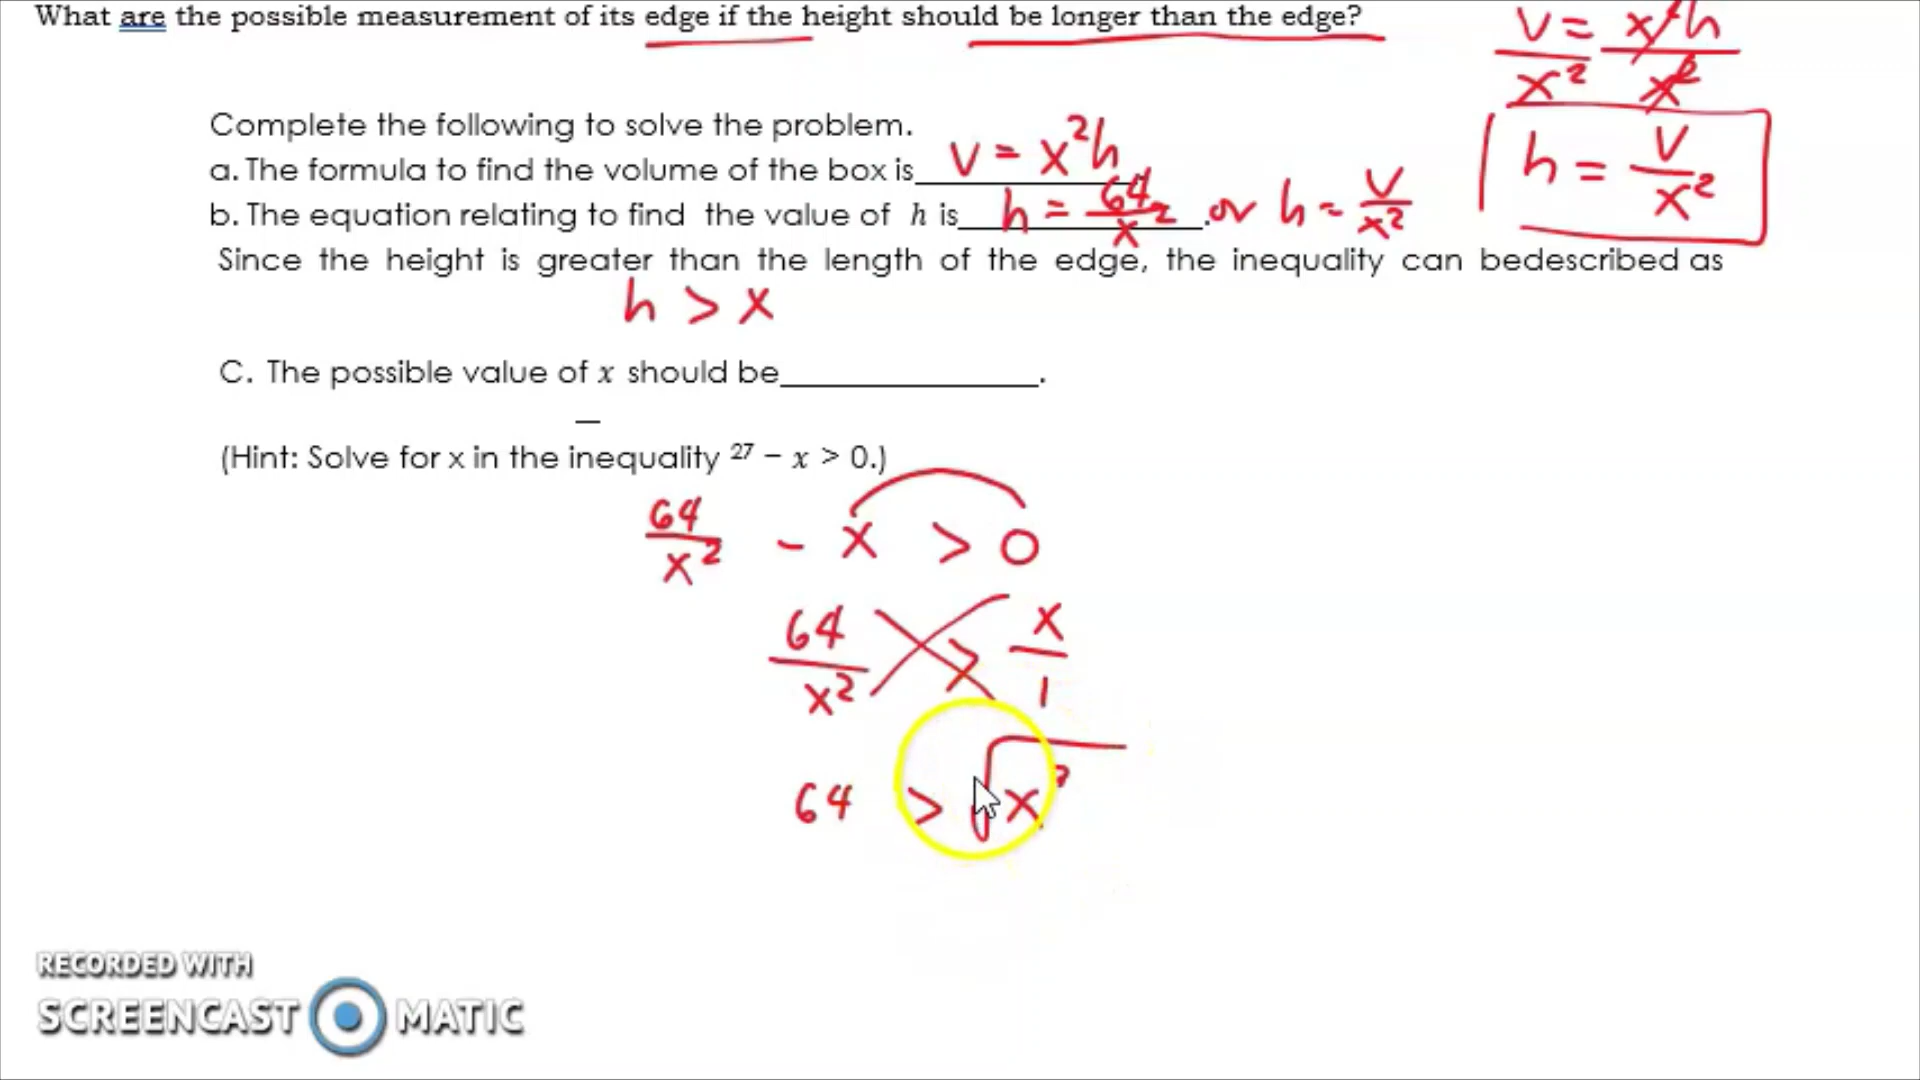 What are the possible measurement of its edge if the height should be longer than the edge?
V = x²h
x² x²
h = V/x²
Complete the following to solve the problem.
a. The formula to find the volume of the box is V = x²h
b. The equation relating to find the value of h is h = 64/x². or h = V/x²
Since the height is greater than the length of the edge, the inequality can bedescribed as
h > x
C. The possible value of x should be______________.
(Hint: Solve for x in the inequality ²⁷ − x > 0.)
64/x² - x > 0
64/x² > x/1
64 > √x³
RECORDED WITH
SCREENCAST MATIC